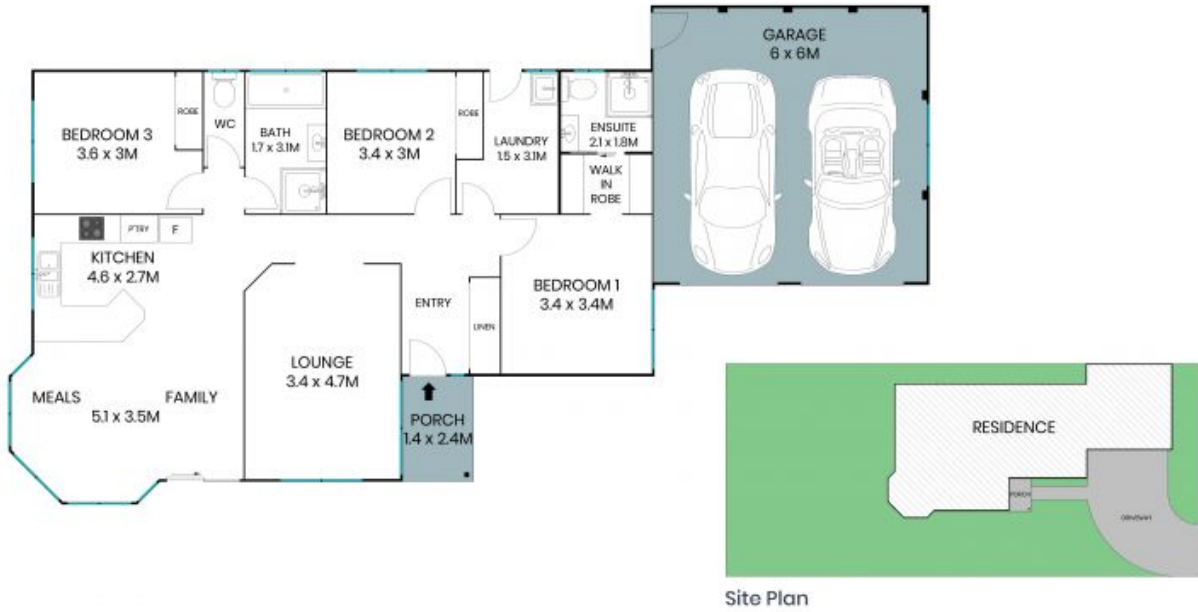 GARAGE
6 x 6M
BEDROOM 3
3.6 x 3M
ROBE
WC
BATH
1.7 x 3.1M
BEDROOM 2
3.4 x 3M
ROBE
LAUNDRY
1.5 x 3.1M
ENSUITE
2.1 x 1.8M
WALK
IN
ROBE
KITCHEN
4.6 x 2.7M
P'TRY
F
ENTRY
LINEN
BEDROOM 1
3.4 x 3.4M
LOUNGE
3.4 x 4.7M
MEALS
FAMILY
5.1 x 3.5M
PORCH
1.4 x 2.4M
RESIDENCE
PORCH
DRIVEWAY
Site Plan